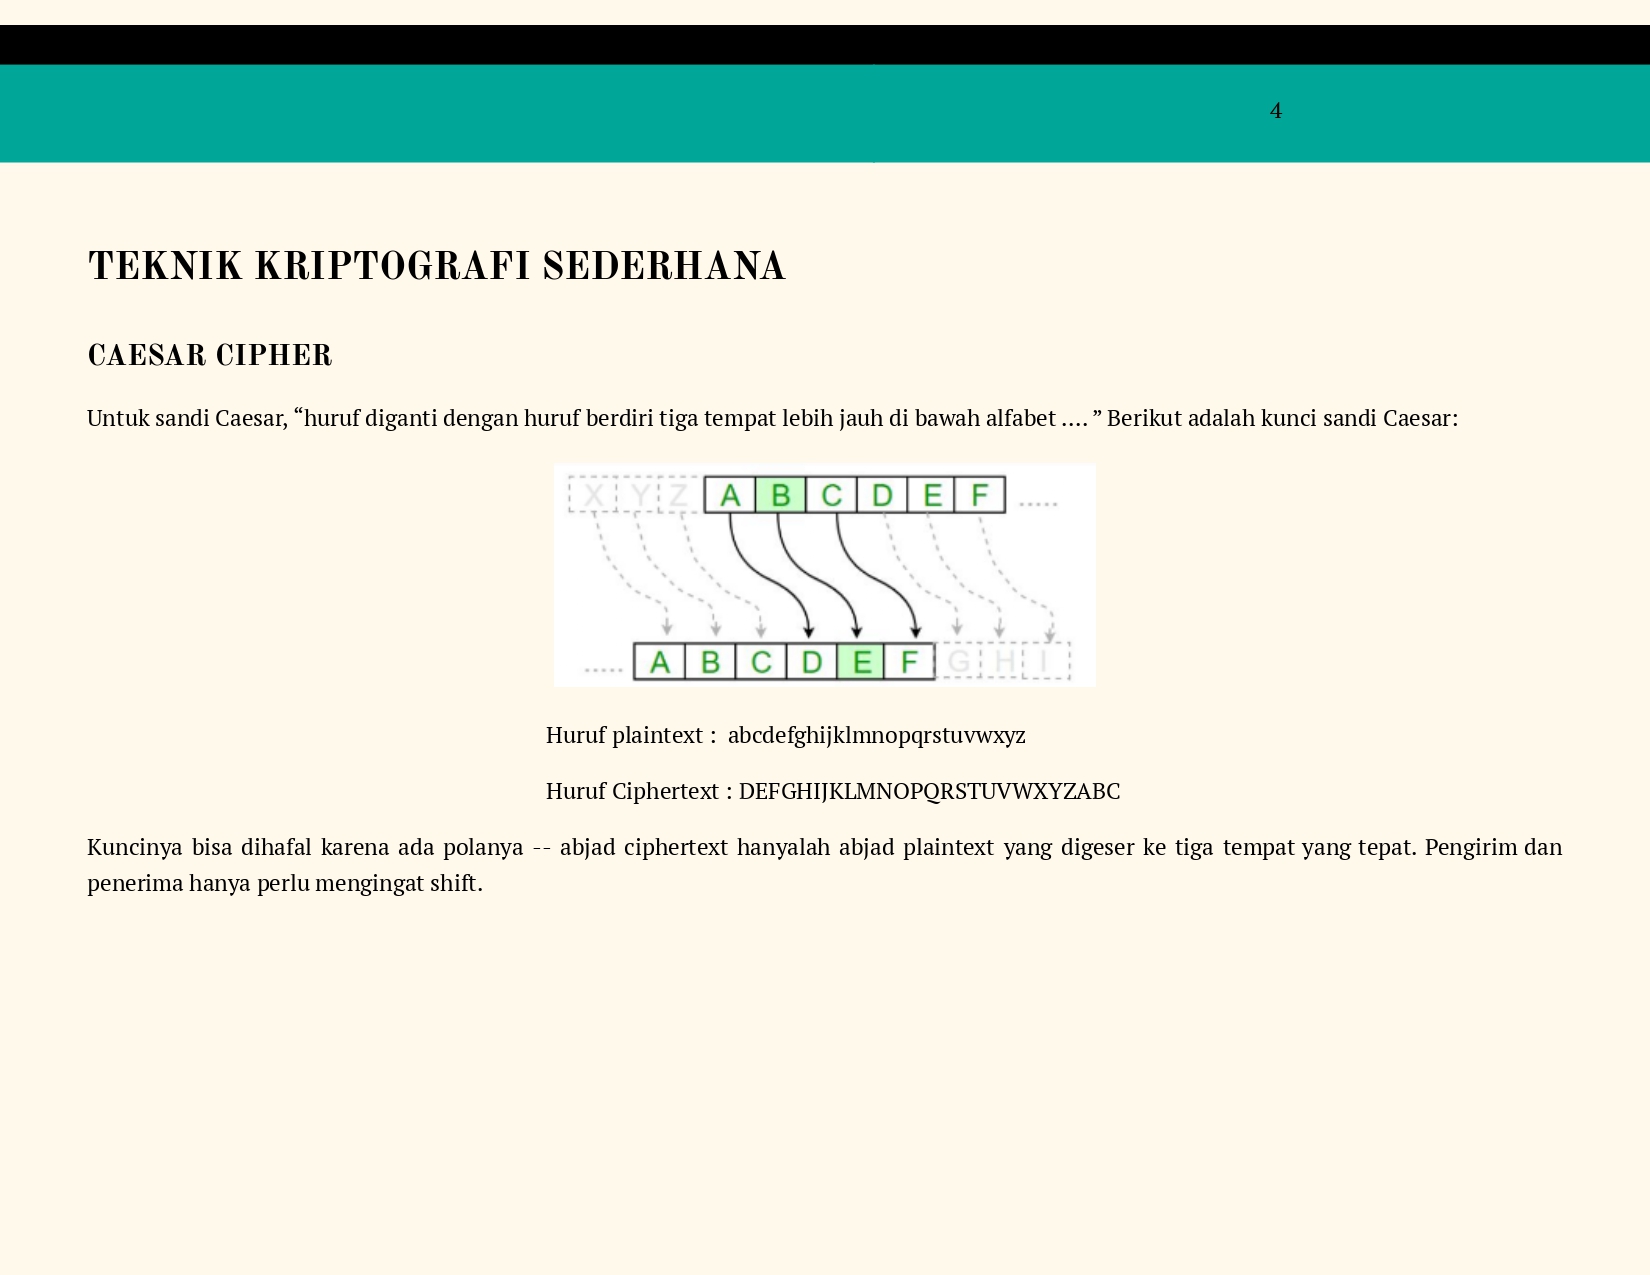 4
TEKNIK KRIPTOGRAFI SEDERHANA
CAESAR CIPHER
Untuk sandi Caesar, “huruf diganti dengan huruf berdiri tiga tempat lebih jauh di bawah alfabet .... ” Berikut adalah kunci sandi Caesar:
X Y Z A B C D E F .....
..... A B C D E F G H I
Huruf plaintext : abcdefghijklmnopqrstuvwxyz
Huruf Ciphertext : DEFGHIJKLMNOPQRSTUVWXYZABC
Kuncinya bisa dihafal karena ada polanya -- abjad ciphertext hanyalah abjad plaintext yang digeser ke tiga tempat yang tepat. Pengirim dan
penerima hanya perlu mengingat shift.